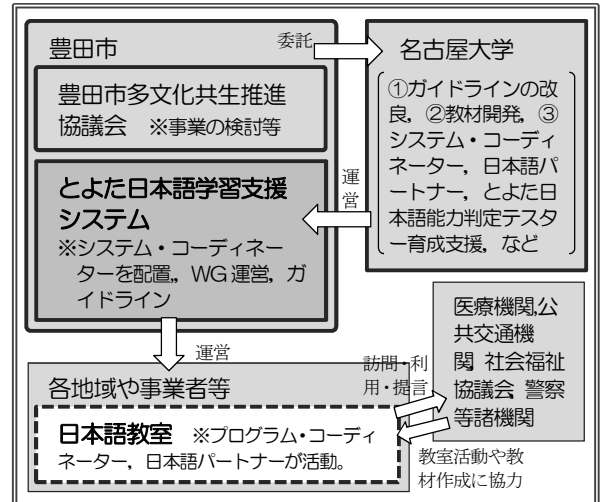 豊田市
豊田市多文化共生推進
協議会　※事業の検討等
とよた日本語学習支援
システム
※システム・コーディネー
ターを配置,，WG 運営，ガ
イドライン
委託
名古屋大学
①ガイドラインの改
良，②教材開発，③
システム・コーディ
ネーター，日本語パ
ートナー，とよた日
本語能力判定テスタ
ー育成支援，など
運
営
運営
各地域や事業者等
日本語教室　※プログラム・コーディ
ネーター，日本語パートナーが活動。
訪問・利
用・提言
医療機関,公
共交通機
関, 社会福祉
協議会, 警察
等諸機関
教室活動や教
材作成に協力